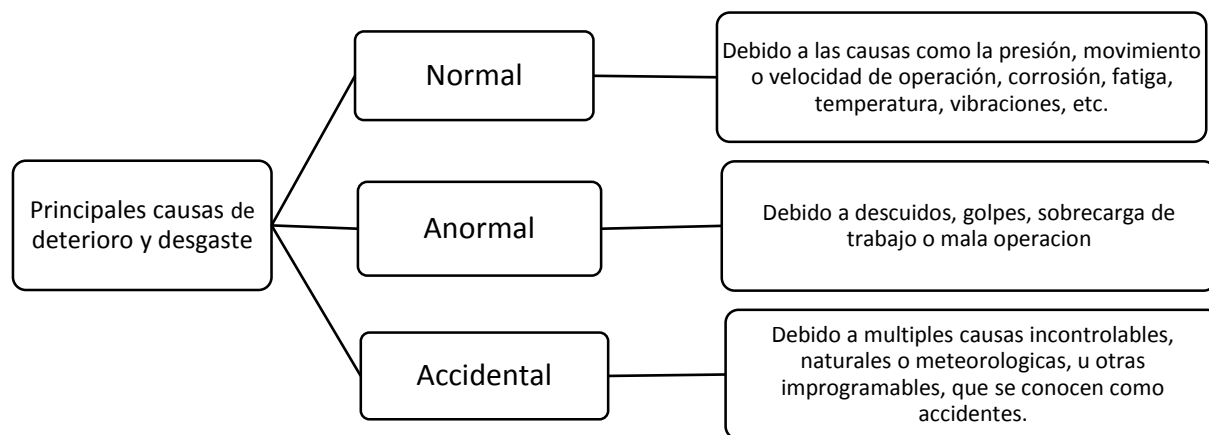 Principales causas de
deterioro y desgaste
Normal
Debido a las causas como la presión, movimiento
o velocidad de operación, corrosión, fatiga,
temperatura, vibraciones, etc.
Anormal
Debido a descuidos, golpes, sobrecarga de
trabajo o mala operacion
Accidental
Debido a multiples causas incontrolables,
naturales o meteorologicas, u otras
improgramables, que se conocen como
accidentes.